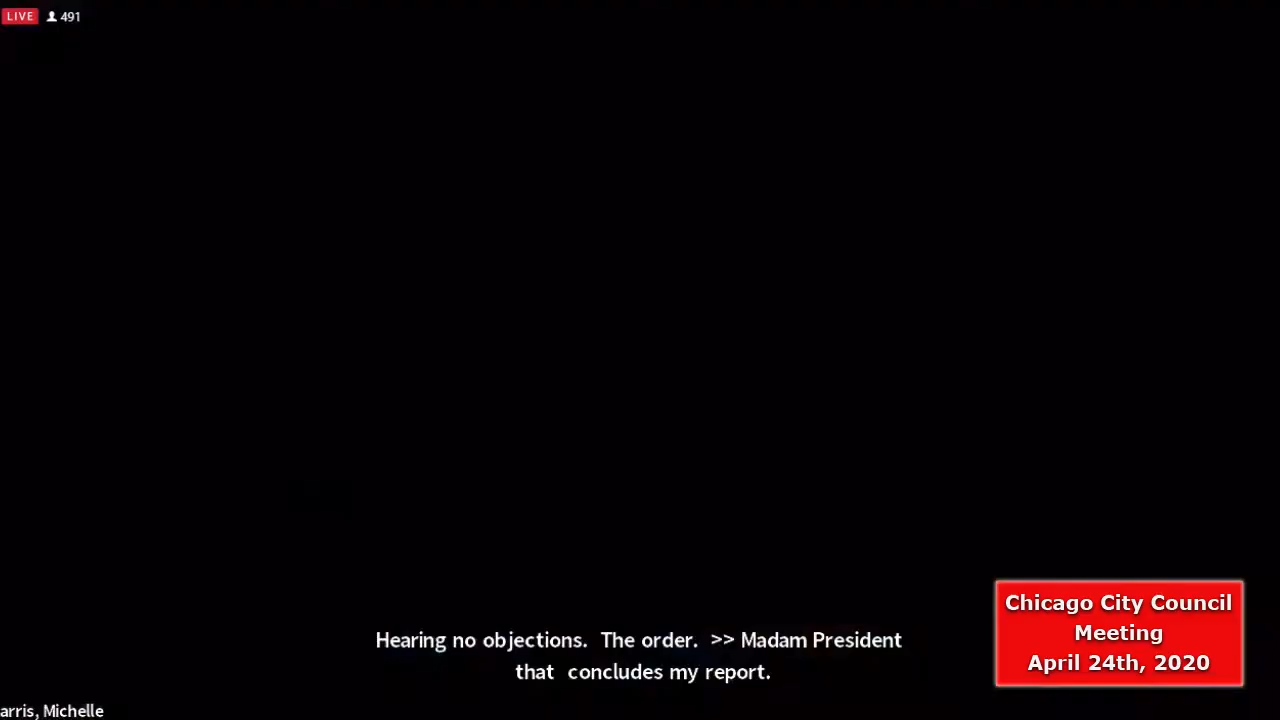 LIVE 491
Hearing no objections. The order. >> Madam President
that concludes my report.
Chicago City Council
Meeting
April 24th, 2020
arris, Michelle